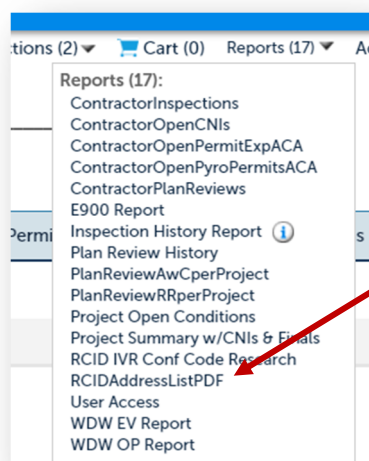 ctions (2) Cart (0) Reports (17) A
Reports (17):
ContractorInspections
ContractorOpenCNIs
ContractorOpenPermitExpACA
ContractorOpenPyroPermitsACA
ContractorPlanReviews
E900 Report
Permi Inspection History Report i s
Plan Review History
PlanReviewAwCperProject
PlanReviewRRperProject
Project Open Conditions
Project Summary w/CNIs & Finals
RCID IVR Conf Code Research
RCIDAddressListPDF
User Access
WDW EV Report
WDW OP Report